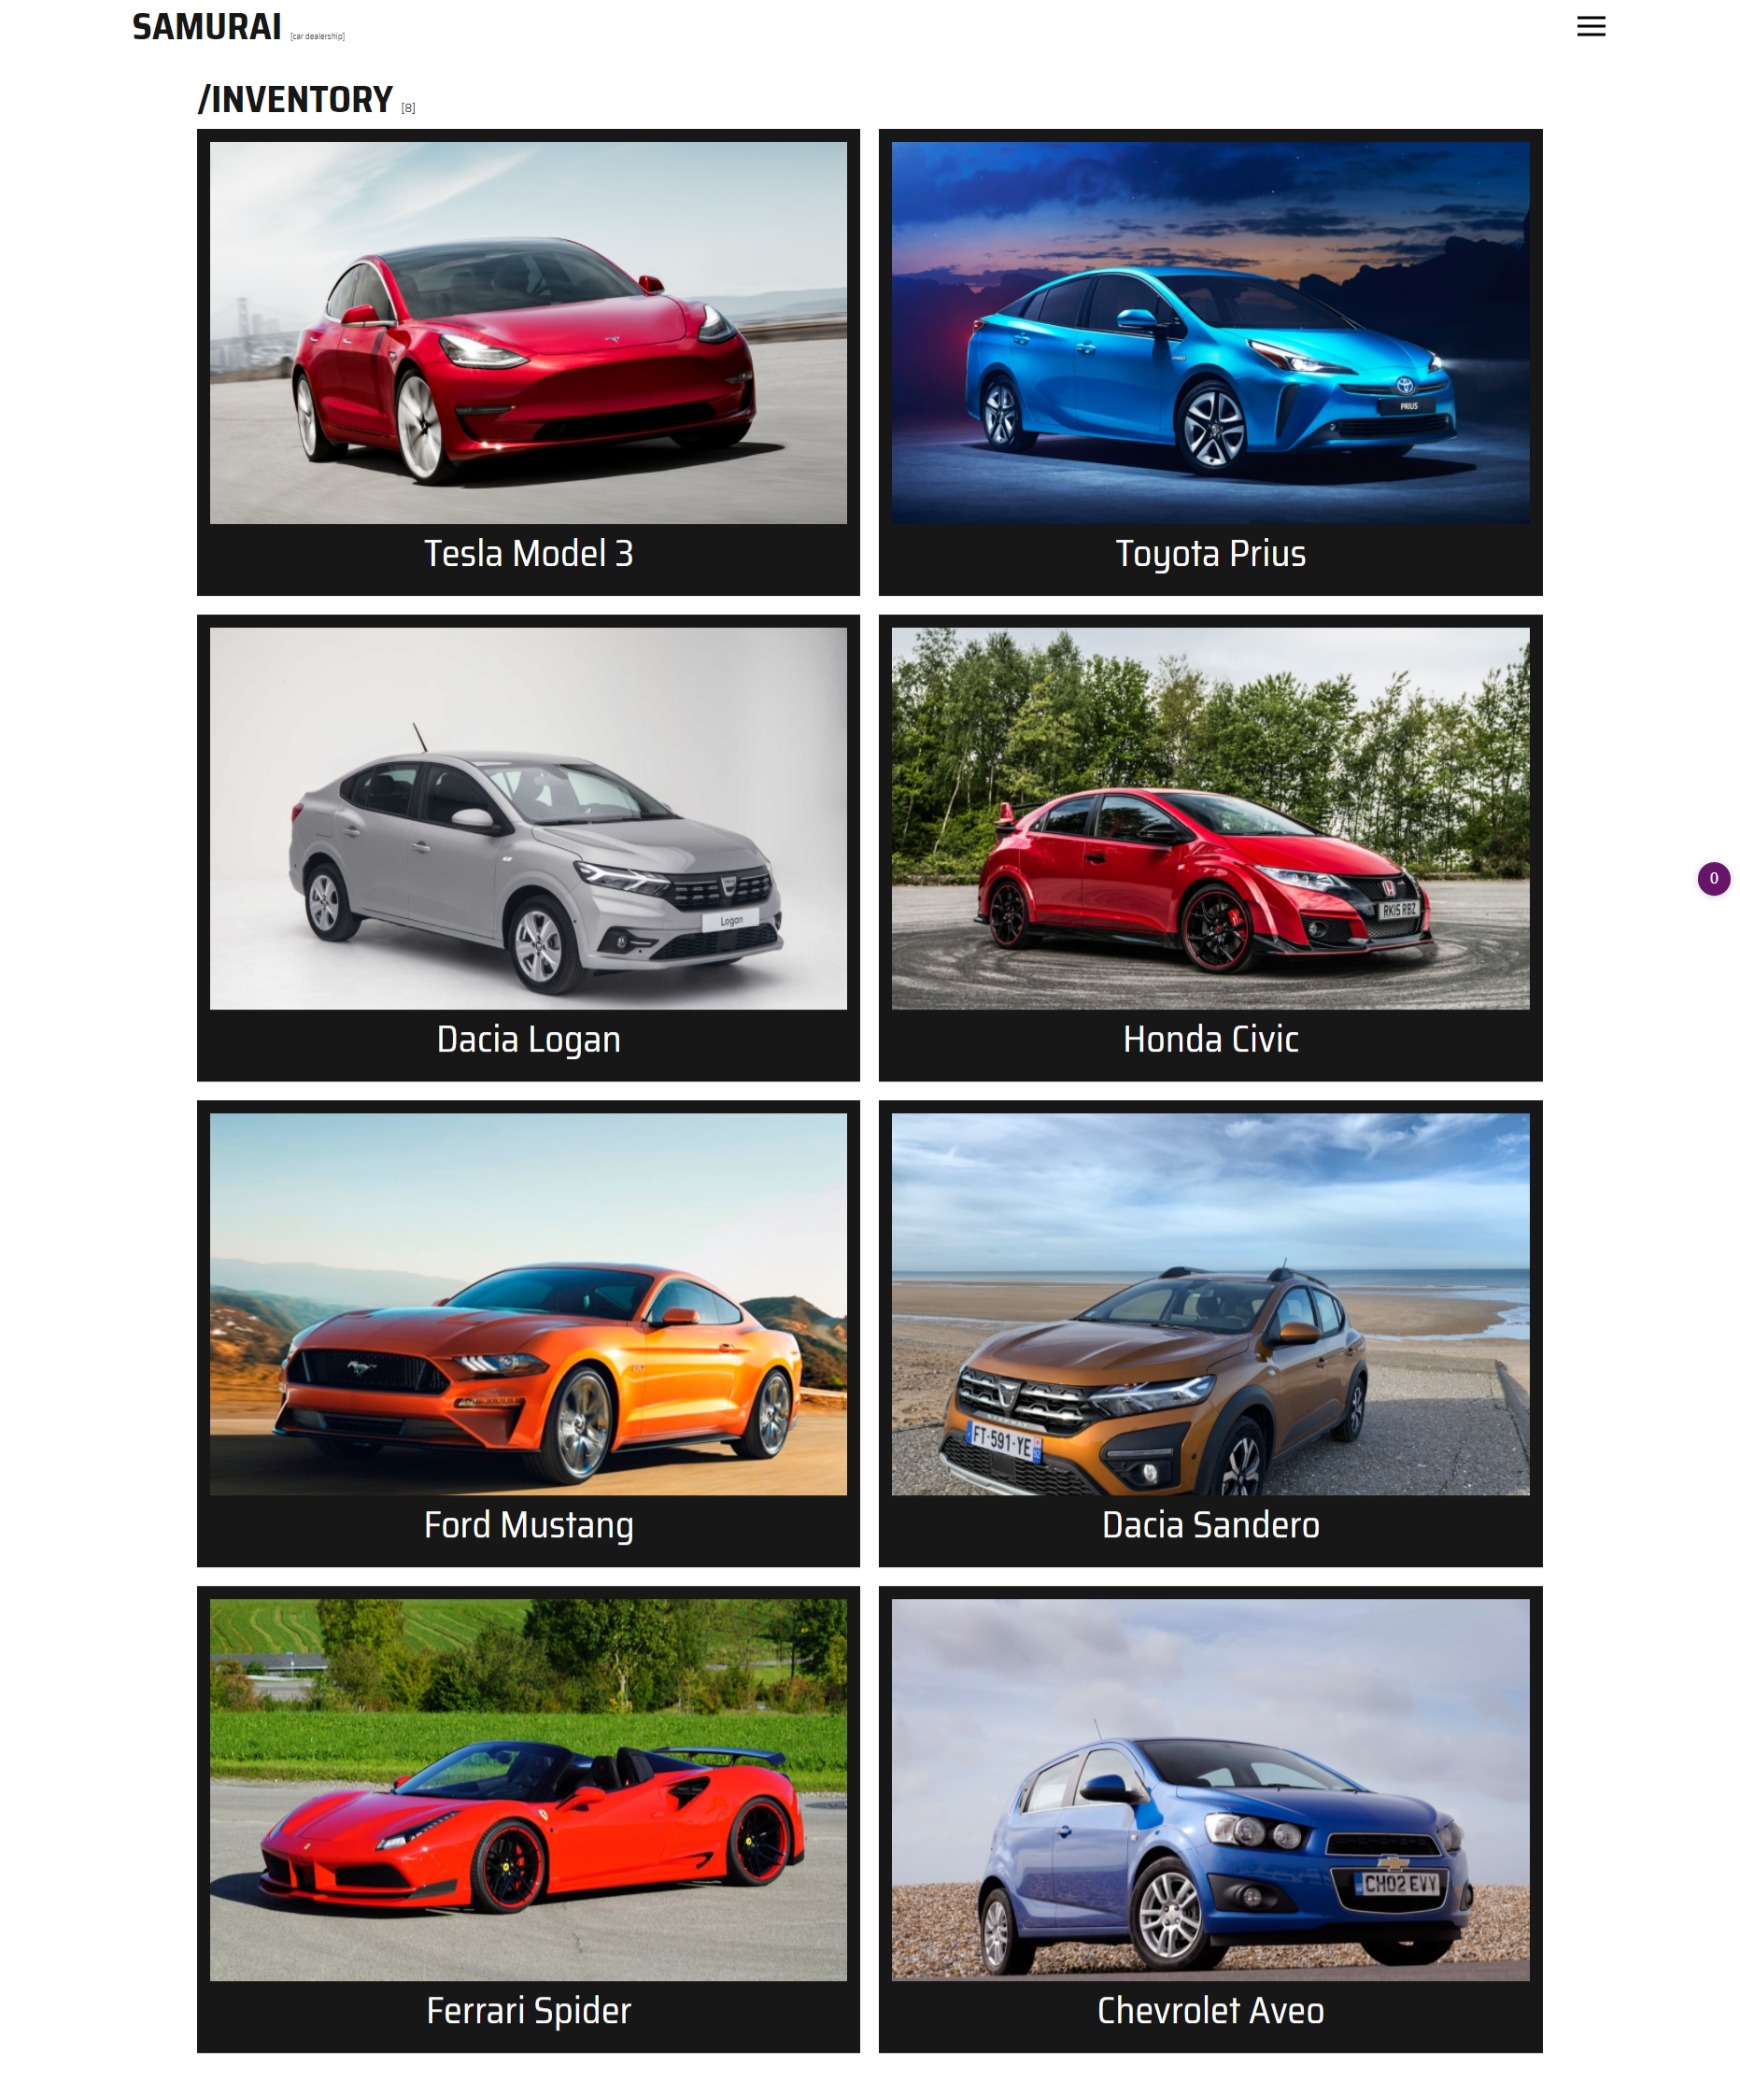 SAMURAI [car dealership]
/INVENTORY [8]
PRIUS
Tesla Model 3
Toyota Prius
Logan
RK15 RBZ
0
Dacia Logan
Honda Civic
FT-591-YE
Ford Mustang
Dacia Sandero
CH02 EVY
Ferrari Spider
Chevrolet Aveo